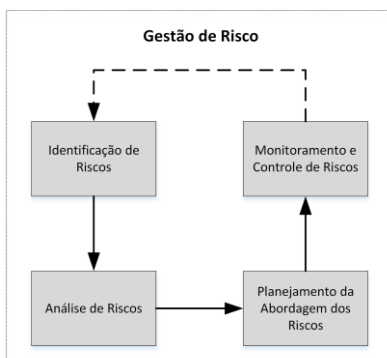 Gestão de Risco
Identificação de
Riscos
Monitoramento e
Controle de Riscos
Análise de Riscos
Planejamento da
Abordagem dos
Riscos